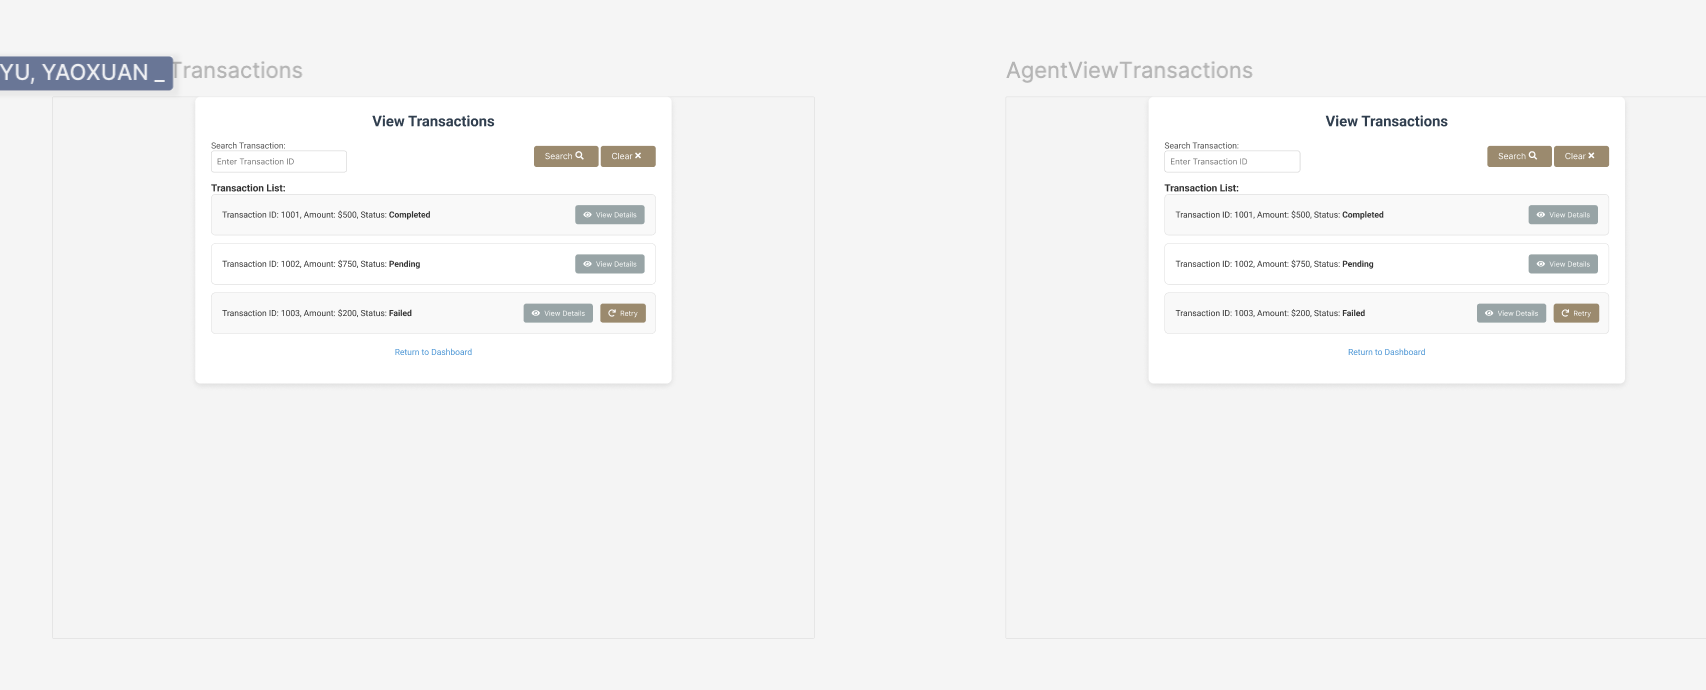 YU, YAOXUAN _
Transactions
View Transactions
Search Transaction:
Enter Transaction ID
Search
Clear
Transaction List:
Transaction ID: 1001, Amount: $500, Status: Completed
View Details
Transaction ID: 1002, Amount: $750, Status: Pending
View Details
Transaction ID: 1003, Amount: $200, Status: Failed
View Details
Retry
Return to Dashboard
AgentViewTransactions
View Transactions
Search Transaction:
Enter Transaction ID
Search
Clear
Transaction List:
Transaction ID: 1001, Amount: $500, Status: Completed
View Details
Transaction ID: 1002, Amount: $750, Status: Pending
View Details
Transaction ID: 1003, Amount: $200, Status: Failed
View Details
Retry
Return to Dashboard